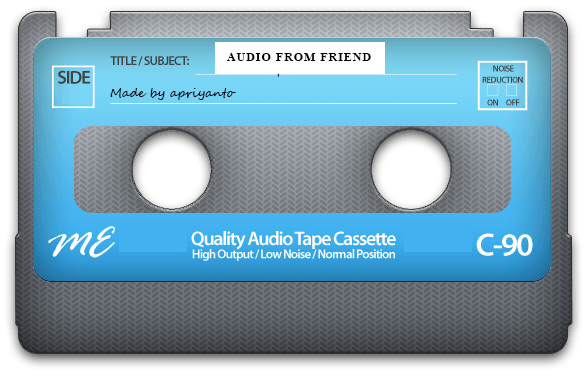 TITLE / SUBJECT: AUDIO FROM FRIEND
SIDE
Made by apriyanto
NOISE
REDUCTION
ON OFF
ME
Quality Audio Tape Cassette
High Output / Low Noise / Normal Position
C-90